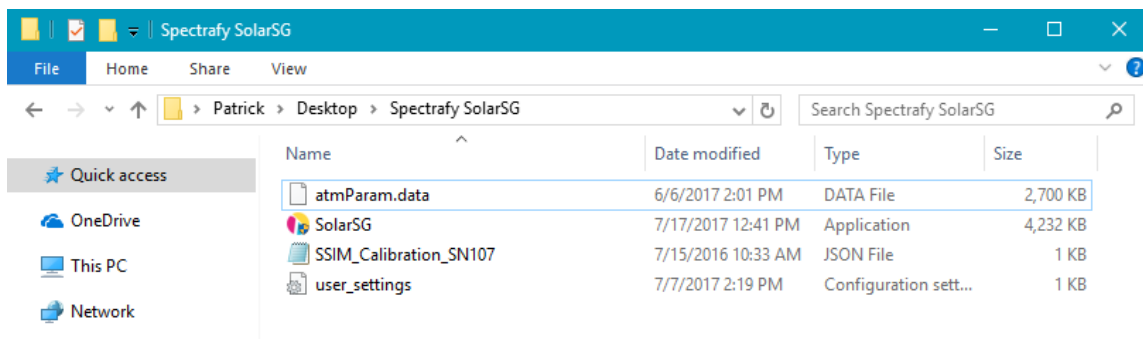 Spectrafy SolarSG
File Home Share View
Patrick > Desktop > Spectrafy SolarSG Search Spectrafy SolarSG
Quick access
OneDrive
This PC
Network
Name Date modified Type Size
atmParam.data 6/6/2017 2:01 PM DATA File 2,700 KB
SolarSG 7/17/2017 12:41 PM Application 4,232 KB
SSIM_Calibration_SN107 7/15/2016 10:33 AM JSON File 1 KB
user_settings 7/7/2017 2:19 PM Configuration sett... 1 KB